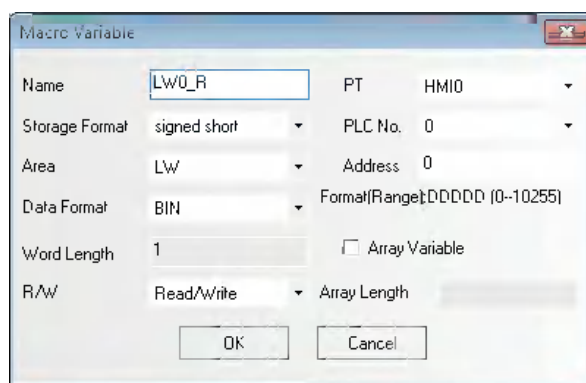 Macro Variable
Name LW0_R PT HMI0
Storage Format signed short PLC No. 0
Area LW Address 0
Data Format BIN Format(Range):DDDDD (0--10255)
Word Length 1 Array Variable
R/W Read/Write Array Length
OK Cancel